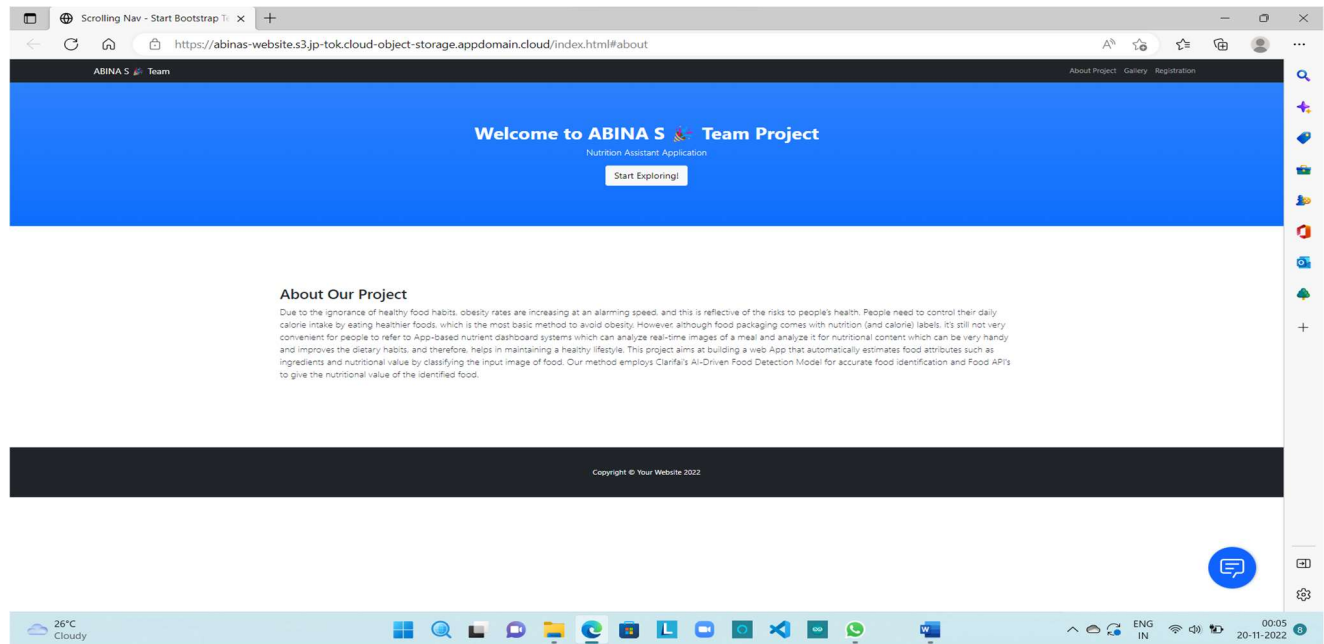 Scrolling Nav - Start Bootstrap Te
https://abinas-website.s3.jp-tok.cloud-object-storage.appdomain.cloud/index.html#about
ABINA S 🎉 Team
About Project Gallery Registration
Welcome to ABINA S 🎉 Team Project
Nutrition Assistant Application
Start Exploring!
About Our Project
Due to the ignorance of healthy food habits, obesity rates are increasing at an alarming speed, and this is reflective of the risks to people's health. People need to control their daily
calorie intake by eating healthier foods, which is the most basic method to avoid obesity. However, although food packaging comes with nutrition (and calorie) labels, it's still not very
convenient for people to refer to App-based nutrient dashboard systems which can analyze real-time images of a meal and analyze it for nutritional content which can be very handy
and improves the dietary habits, and therefore, helps in maintaining a healthy lifestyle. This project aims at building a web App that automatically estimates food attributes such as
ingredients and nutritional value by classifying the input image of food. Our method employs Clarifai's AI-Driven Food Detection Model for accurate food identification and Food API's
to give the nutritional value of the identified food.
Copyright © Your Website 2022
26°C
Cloudy
ENG
IN
00:05
20-11-2022
8